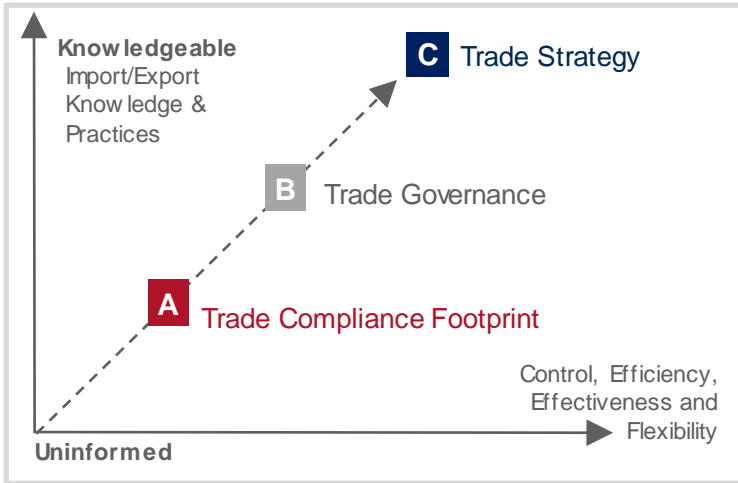 Knowledgeable
Import/Export
Knowledge &
Practices
C Trade Strategy
B Trade Governance
A Trade Compliance Footprint
Control, Efficiency,
Effectiveness and
Flexibility
Uninformed